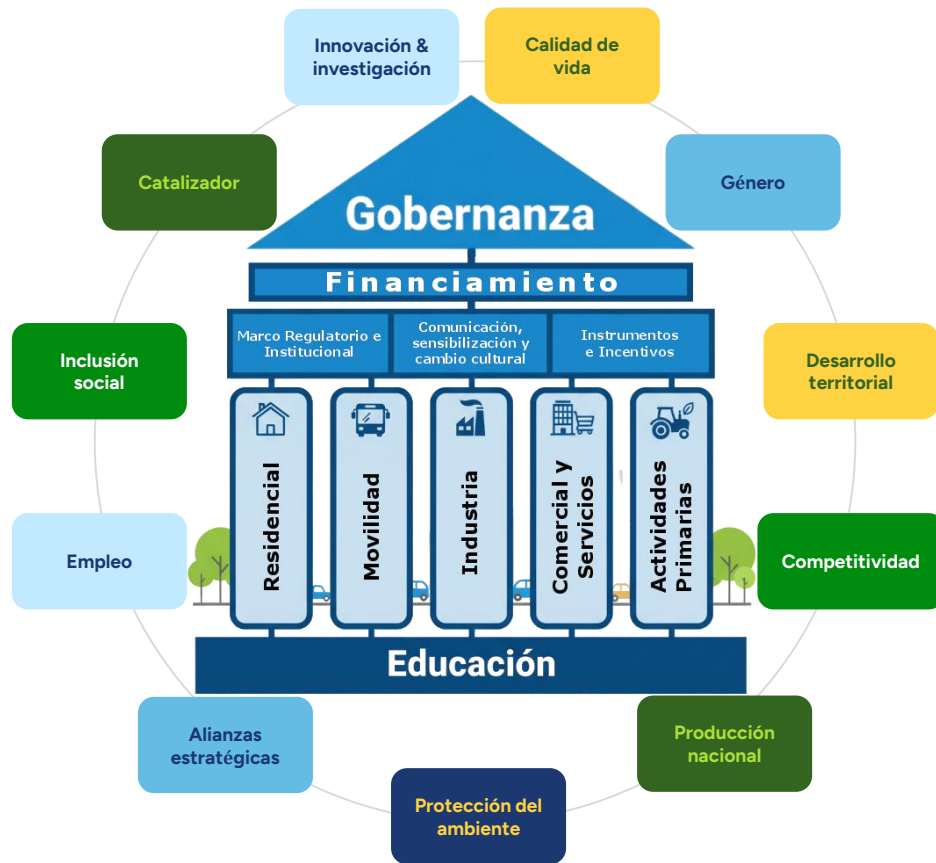 Innovación &
investigación
Calidad de
vida
Catalizador
Género
Gobernanza
Financiamiento
Marco Regulatorio e
Institucional
Comunicación,
sensibilización y
cambio cultural
Instrumentos
e Incentivos
Inclusión
social
Desarrollo
territorial
Residencial
Movilidad
Industria
Comercial y
Servicios
Actividades
Primarias
Empleo
Competitividad
Educación
Alianzas
estratégicas
Producción
nacional
Protección del
ambiente